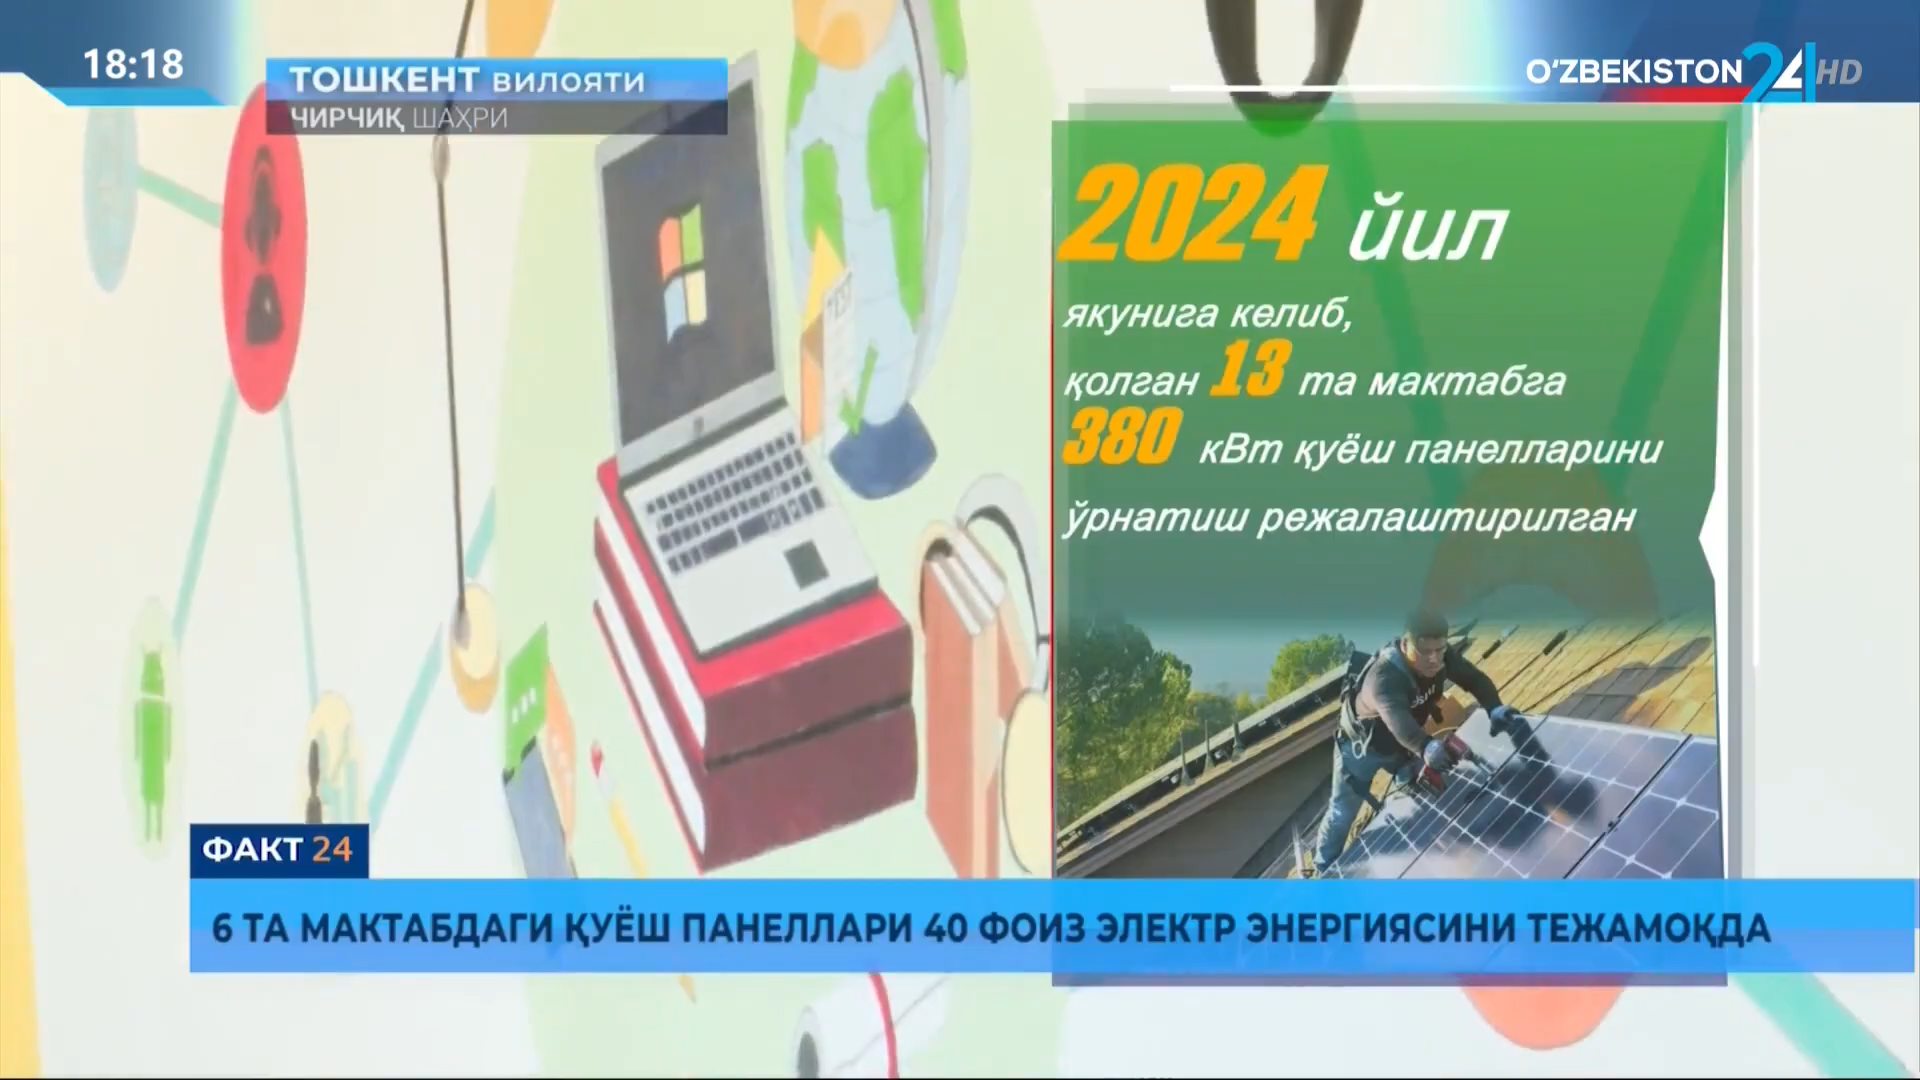 18:18
ТОШКЕНТ ВИЛОЯТИ
ЧИРЧИҚ ШАҲРИ
O‘ZBEKISTON 24 HD
2024 йил
якунига келиб,
қолган 13 та мактабга
380 кВт қуёш панелларини
ўрнатиш режалаштирилган
TEST
ФАКТ 24
6 ТА МАКТАБДАГИ ҚУЁШ ПАНЕЛЛАРИ 40 ФОИЗ ЭЛЕКТР ЭНЕРГИЯСИНИ ТЕЖАМОҚДА